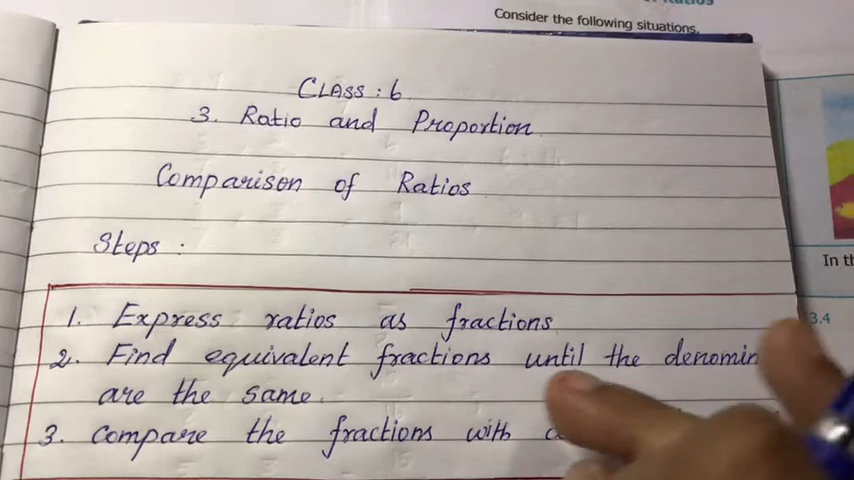 Consider the following situations.
CLASS : 6
3. Ratio and Proportion
Comparison of Ratios
Steps :
In th
3.4
1. Express ratios as fractions
2. Find equivalent fractions until the denomin
are the same.
3. Compare the fractions with